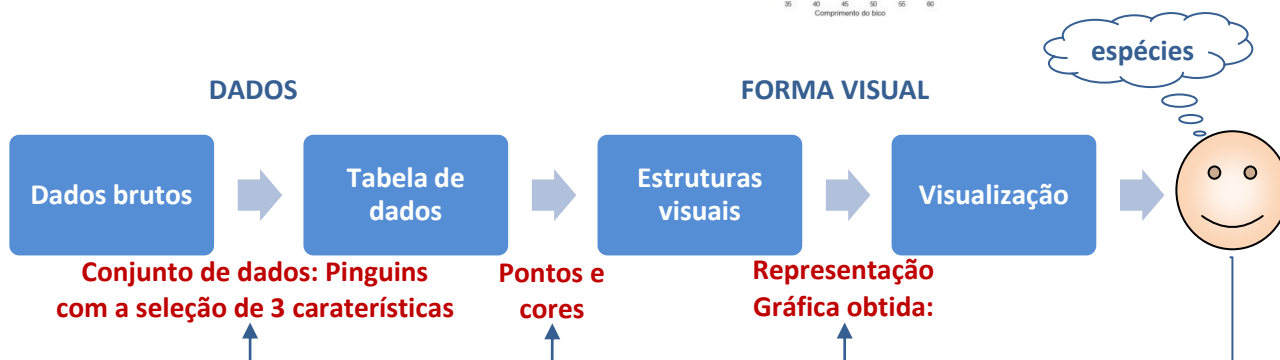 35 40 45 50 55 60
Comprimento do bico
espécies
DADOS
FORMA VISUAL
Dados brutos
Tabela de
dados
Estruturas
visuais
Visualização
Conjunto de dados: Pinguins
com a seleção de 3 caraterísticas
Pontos e
cores
Representação
Gráfica obtida: